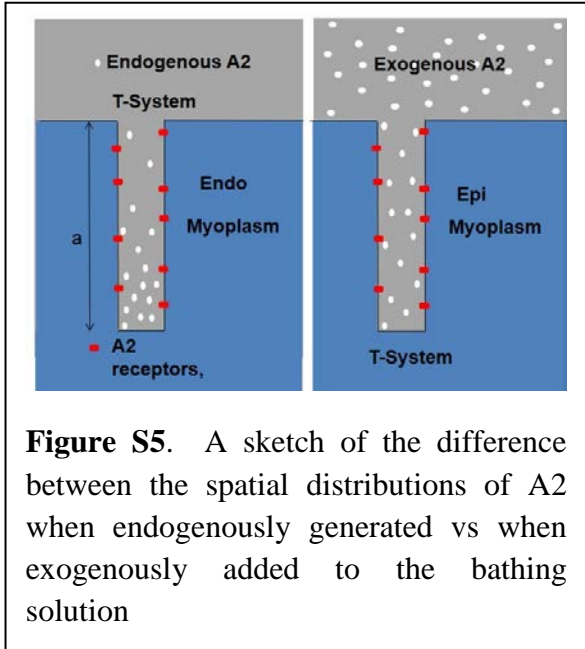 Endogenous A2
T-System
a
Endo
Myoplasm
A2
receptors,
Exogenous A2
Epi
Myoplasm
T-System
Figure S5. A sketch of the difference
between the spatial distributions of A2
when endogenously generated vs when
exogenously added to the bathing
solution